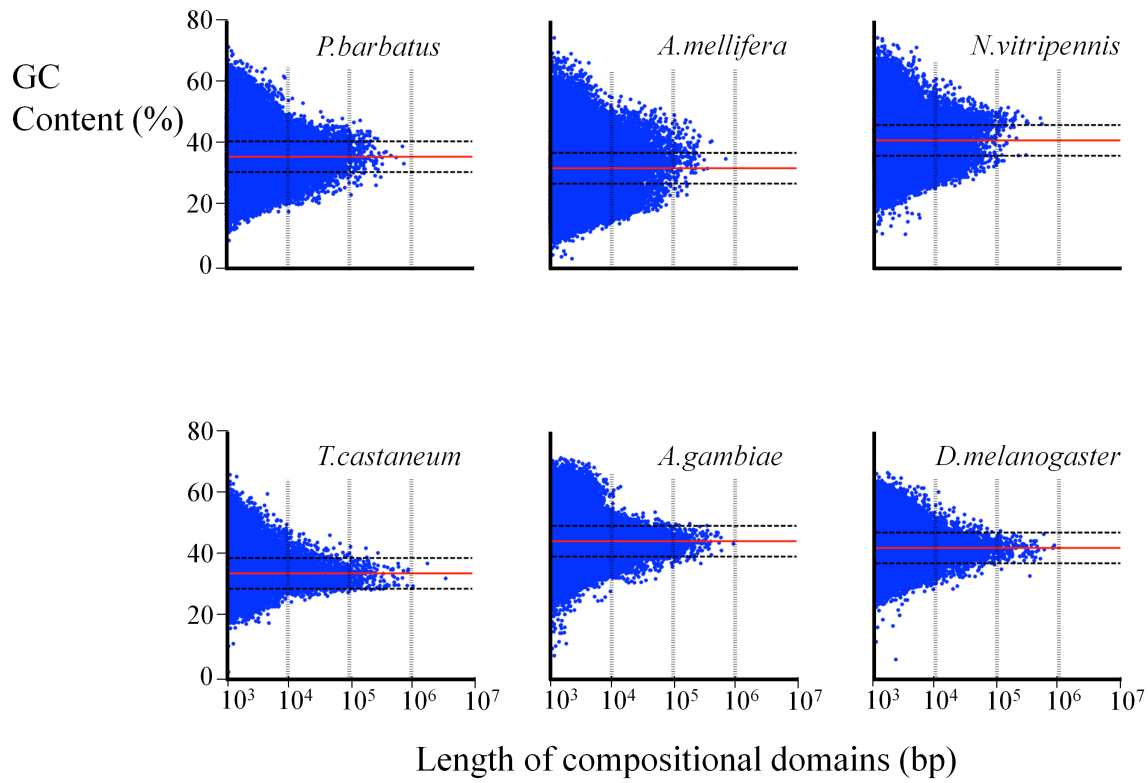 80
P.barbatus
A.mellifera
N.vitripennis
GC
Content (%)
60
40
20
0
80
T.castaneum
A.gambiae
D.melanogaster
60
40
20
0
10³ 10⁴ 10⁵ 10⁶ 10⁷
10³ 10⁴ 10⁵ 10⁶ 10⁷
10³ 10⁴ 10⁵ 10⁶ 10⁷
Length of compositional domains (bp)